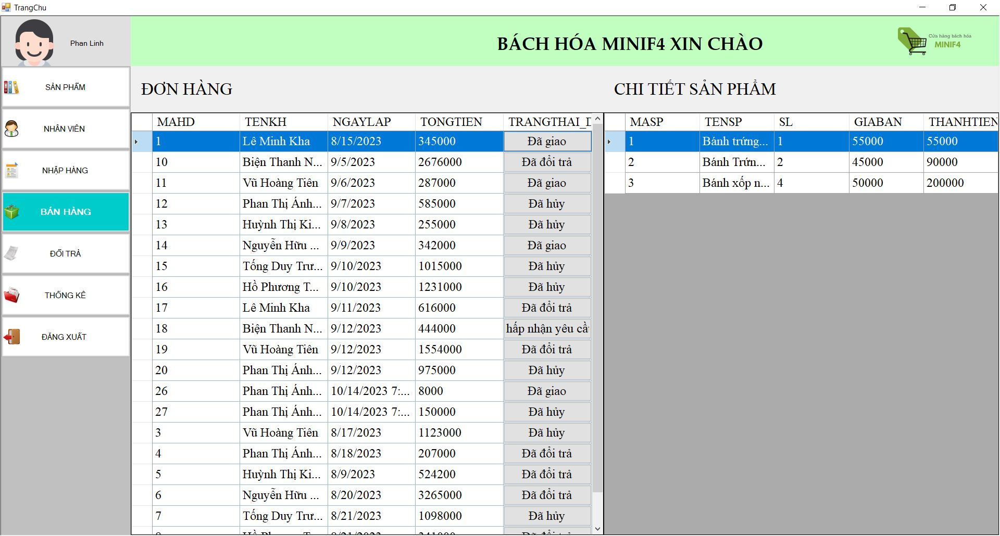 TrangChu
Phan Linh
BÁCH HÓA MINIF4 XIN CHÀO
Cửa hàng bách hóa
MINIF4
SẢN PHẨM
NHÂN VIÊN
NHẬP HÀNG
BÁN HÀNG
ĐỔI TRẢ
THỐNG KÊ
ĐĂNG XUẤT
ĐƠN HÀNG
MAHD TENKH NGAYLAP TONGTIEN TRANGTHAI_D
1 Lê Minh Kha 8/15/2023 345000 Đã giao
10 Biện Thanh N... 9/5/2023 2676000 Đã đổi trả
11 Vũ Hoàng Tiên 9/6/2023 287000 Đã giao
12 Phan Thị Ánh... 9/7/2023 585000 Đã hủy
13 Huỳnh Thị Ki... 9/8/2023 255000 Đã hủy
14 Nguyễn Hữu ... 9/9/2023 342000 Đã giao
15 Tống Duy Trư... 9/10/2023 1015000 Đã hủy
16 Hồ Phương T... 9/10/2023 1231000 Đã hủy
17 Lê Minh Kha 9/11/2023 616000 Đã đổi trả
18 Biện Thanh N... 9/12/2023 444000 hấp nhận yêu cầu
19 Vũ Hoàng Tiên 9/12/2023 1554000 Đã đổi trả
20 Phan Thị Ánh... 9/12/2023 975000 Đã hủy
26 Phan Thị Ánh... 10/14/2023 7:... 8000 Đã giao
27 Phan Thị Ánh... 10/14/2023 7:... 150000 Đã hủy
3 Vũ Hoàng Tiên 8/17/2023 1123000 Đã hủy
4 Phan Thị Ánh... 8/18/2023 207000 Đã đổi trả
5 Huỳnh Thị Ki... 8/9/2023 524200 Đã đổi trả
6 Nguyễn Hữu ... 8/20/2023 3265000 Đã đổi trả
7 Tống Duy Trư... 8/21/2023 1098000 Đã hủy
CHI TIẾT SẢN PHẨM
MASP TENSP SL GIABAN THANHTIEN
1 Bánh trứng... 1 55000 55000
2 Bánh Trứn... 2 45000 90000
3 Bánh xốp n... 4 50000 200000